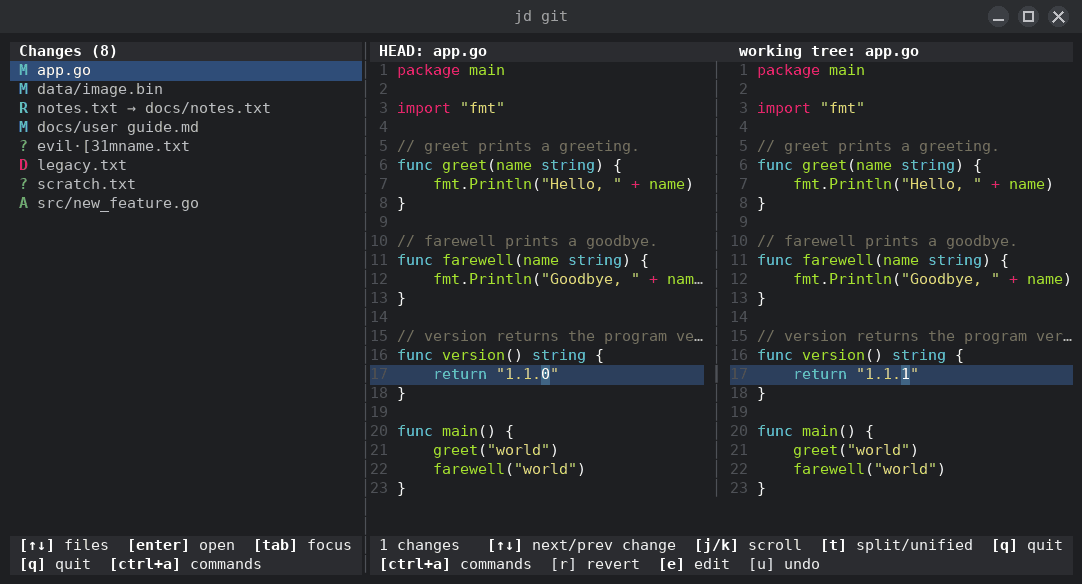 jd git
Changes (8)
M app.go
M data/image.bin
R notes.txt → docs/notes.txt
M docs/user guide.md
? evil·[31mname.txt
D legacy.txt
? scratch.txt
A src/new_feature.go
[↑↓] files  [enter] open  [tab] focus
[q] quit  [ctrl+a] commands
HEAD: app.go
1 package main
2
3 import "fmt"
4
5 // greet prints a greeting.
6 func greet(name string) {
7     fmt.Println("Hello, " + name)
8 }
9
10 // farewell prints a goodbye.
11 func farewell(name string) {
12     fmt.Println("Goodbye, " + nam…
13 }
14
15 // version returns the program ve…
16 func version() string {
17     return "1.1.0"
18 }
19
20 func main() {
21     greet("world")
22     farewell("world")
23 }
working tree: app.go
1 package main
2
3 import "fmt"
4
5 // greet prints a greeting.
6 func greet(name string) {
7     fmt.Println("Hello, " + name)
8 }
9
10 // farewell prints a goodbye.
11 func farewell(name string) {
12     fmt.Println("Goodbye, " + name)
13 }
14
15 // version returns the program ver…
16 func version() string {
17     return "1.1.1"
18 }
19
20 func main() {
21     greet("world")
22     farewell("world")
23 }
1 changes   [↑↓] next/prev change  [j/k] scroll  [t] split/unified  [q] quit
[ctrl+a] commands  [r] revert  [e] edit  [u] undo